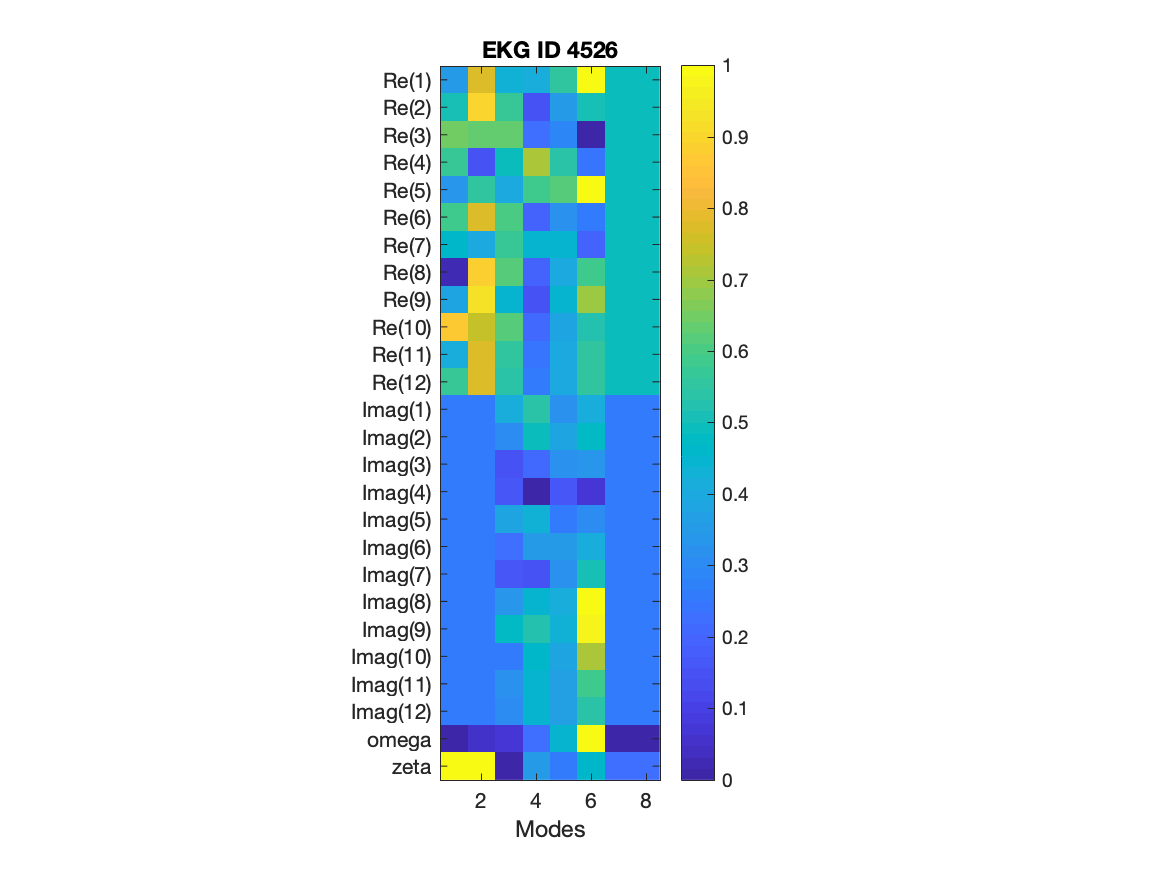 EKG ID 4526
Re(1)
Re(2)
Re(3)
Re(4)
Re(5)
Re(6)
Re(7)
Re(8)
Re(9)
Re(10)
Re(11)
Re(12)
Imag(1)
Imag(2)
Imag(3)
Imag(4)
Imag(5)
Imag(6)
Imag(7)
Imag(8)
Imag(9)
Imag(10)
Imag(11)
Imag(12)
omega
zeta
2 4 6 8
Modes
1
0.9
0.8
0.7
0.6
0.5
0.4
0.3
0.2
0.1
0